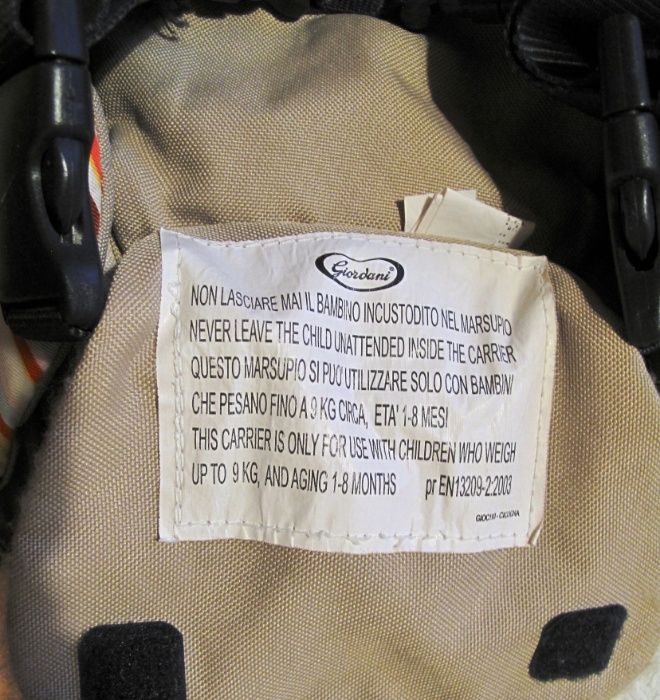 Giordani®
NON LASCIARE MAI IL BAMBINO INCUSTODITO NEL MARSUPIO
NEVER LEAVE THE CHILD UNATTENDED INSIDE THE CARRIER
QUESTO MARSUPIO SI PUO' UTILIZZARE SOLO CON BAMBINI
CHE PESANO FINO A 9 KG CIRCA, ETA' 1-8 MESI
THIS CARRIER IS ONLY FOR USE WITH CHILDREN WHO WEIGH
UP TO 9 KG, AND AGING 1-8 MONTHS pr EN13209-2:2003